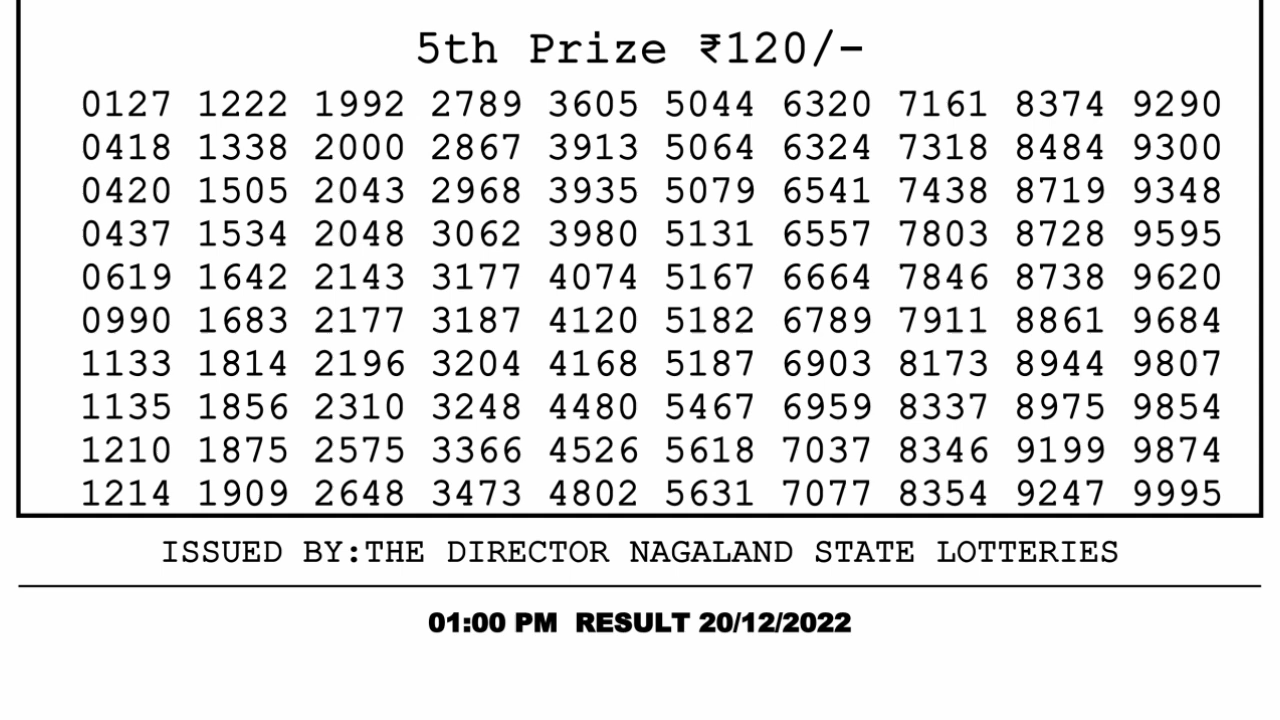 5th Prize ₹120/-
0127 1222 1992 2789 3605 5044 6320 7161 8374 9290
0418 1338 2000 2867 3913 5064 6324 7318 8484 9300
0420 1505 2043 2968 3935 5079 6541 7438 8719 9348
0437 1534 2048 3062 3980 5131 6557 7803 8728 9595
0619 1642 2143 3177 4074 5167 6664 7846 8738 9620
0990 1683 2177 3187 4120 5182 6789 7911 8861 9684
1133 1814 2196 3204 4168 5187 6903 8173 8944 9807
1135 1856 2310 3248 4480 5467 6959 8337 8975 9854
1210 1875 2575 3366 4526 5618 7037 8346 9199 9874
1214 1909 2648 3473 4802 5631 7077 8354 9247 9995
ISSUED BY:THE DIRECTOR NAGALAND STATE LOTTERIES
01:00 PM RESULT 20/12/2022